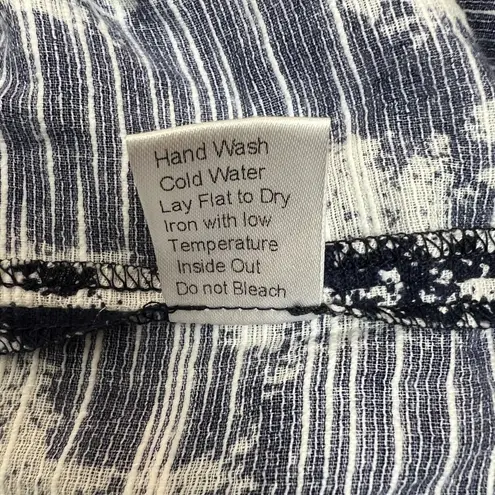 Hand Wash
Cold Water
Lay Flat to Dry
Iron with low
Temperature
Inside Out
Do not Bleach